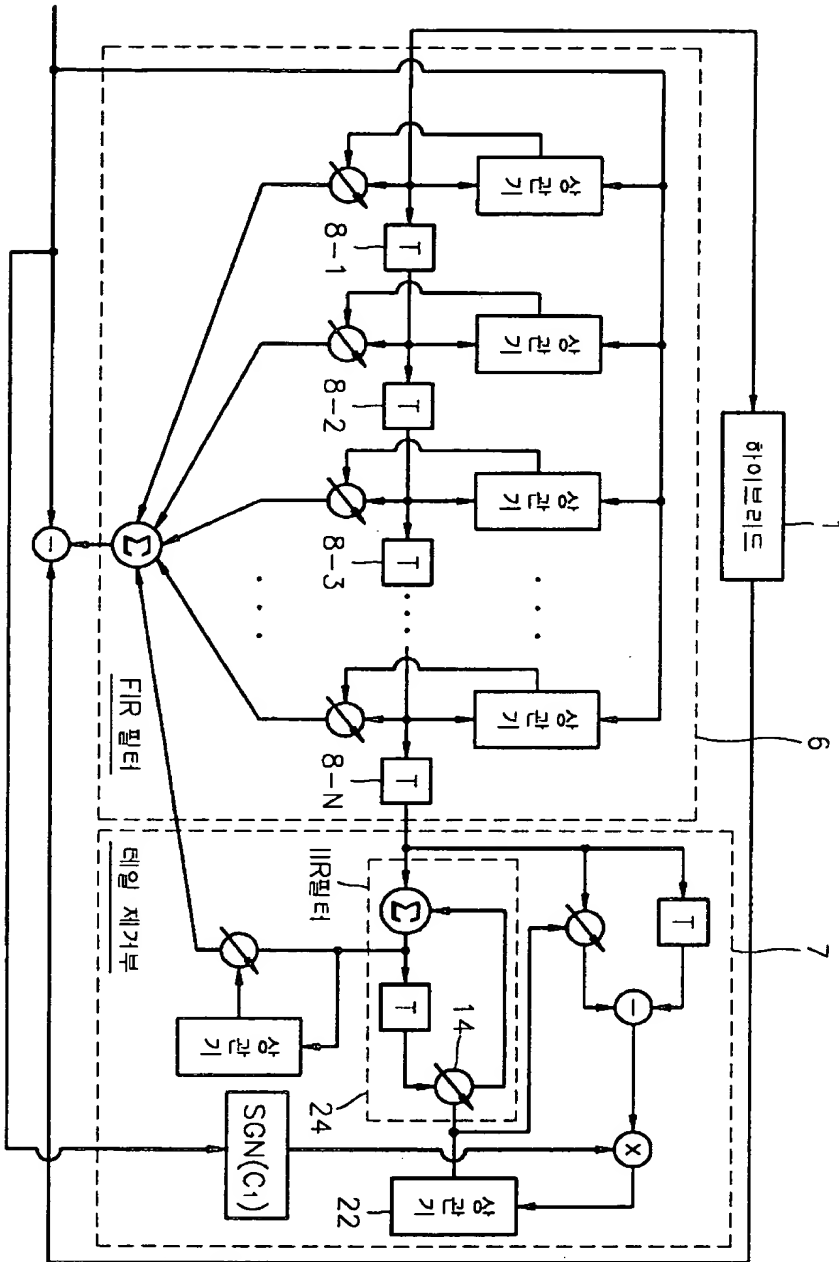 하이브리드
1
6
상관
기
상관
기
상관
기
상관
기
T
8-1
T
8-2
T
8-3
T
8-N
Σ
-
FIR 필터
7
T
-
X
IIR필터
Σ
T
14
24
상관
기
22
상관
기
SGN(C₁)
테일 제거부